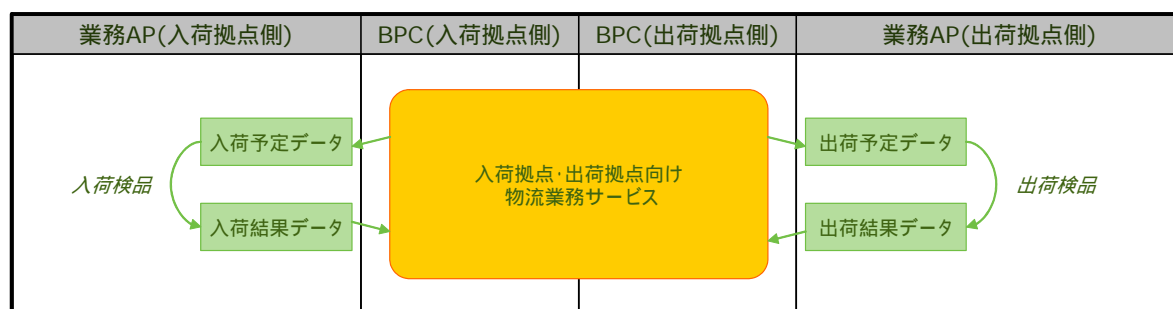 業務AP(入荷拠点側)
BPC(入荷拠点側)
BPC(出荷拠点側)
業務AP(出荷拠点側)
入荷予定データ
出荷予定データ
入荷検品
入荷拠点･出荷拠点向け
物流業務サービス
出荷検品
入荷結果データ
出荷結果データ